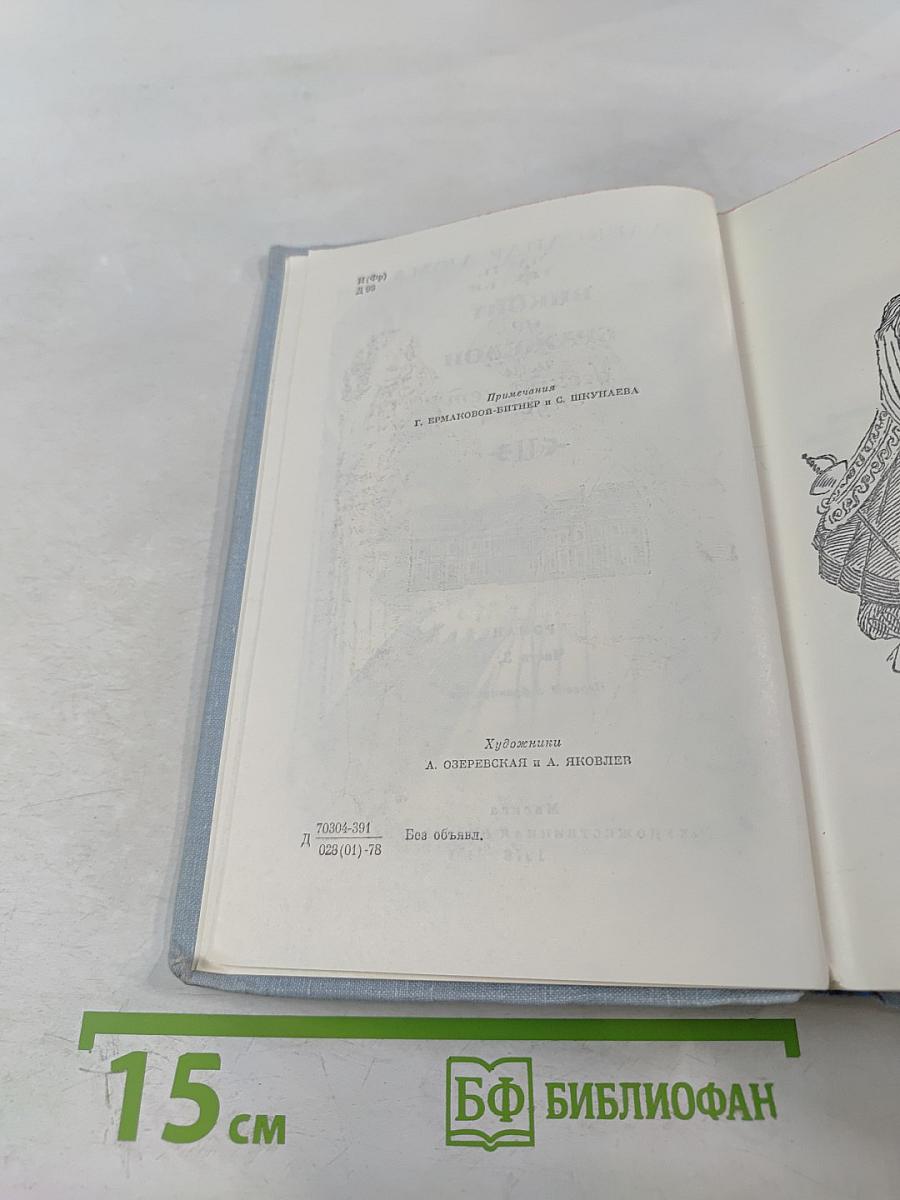 И(Фр)
Д 96
Примечания
Г. ЕРМАКОВОЙ-БИТНЕР и С. ШКУНАЕВА
Художники
А. ОЗЕРЕВСКАЯ и А. ЯКОВЛЕВ
Д 70304-391
028(01)-78 Без объявл.
15 см
БФ БИБЛИОФАН